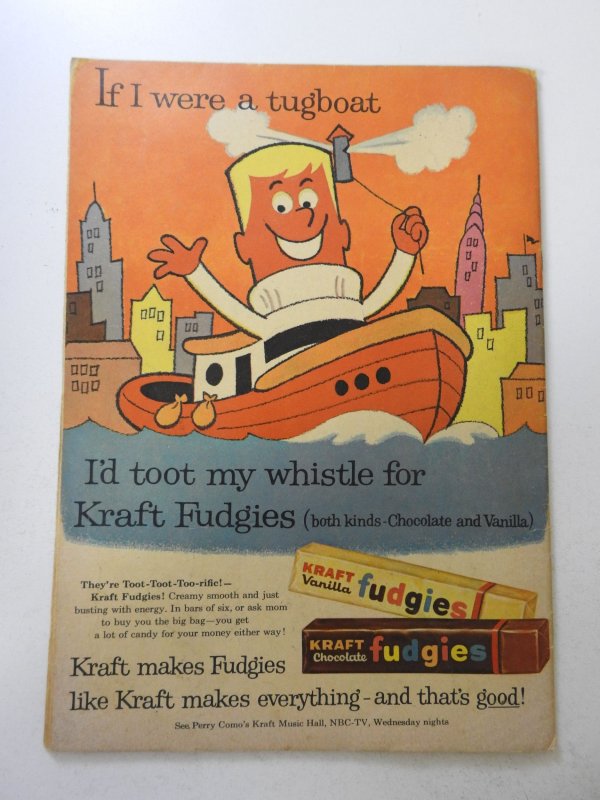 If I were a tugboat
I'd toot my whistle for
Kraft Fudgies (both kinds-Chocolate and Vanilla)
They're Toot-Toot-Too-rific!—
Kraft Fudgies! Creamy smooth and just
busting with energy. In bars of six, or ask mom
to buy you the big bag—you get
a lot of candy for your money either way!
KRAFT
Vanilla fudgies
KRAFT
Chocolate fudgies
Kraft makes Fudgies
like Kraft makes everything-and that's good!
See Perry Como's Kraft Music Hall, NBC-TV, Wednesday nights